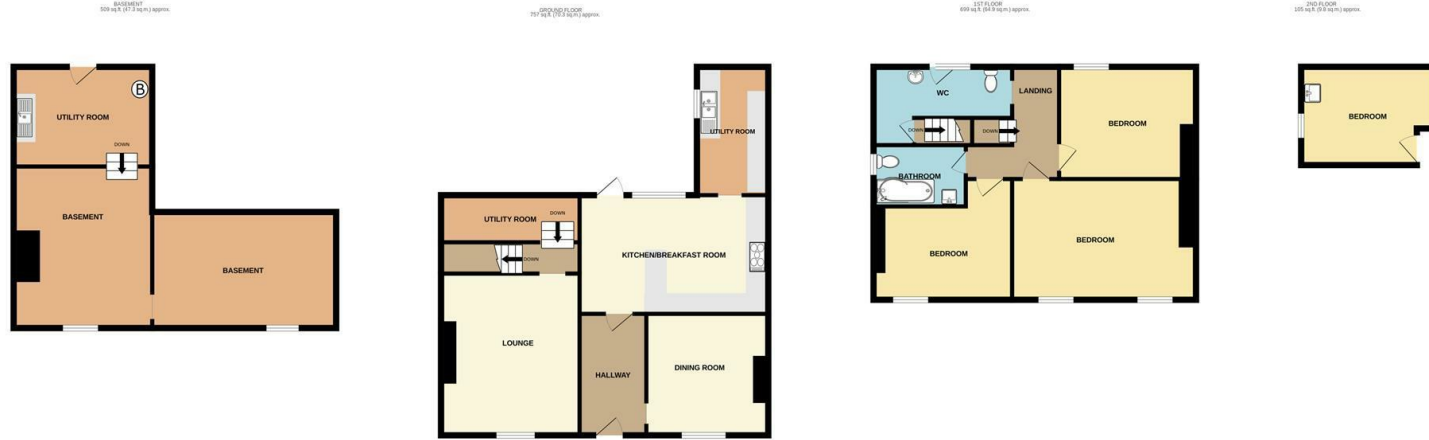 BASEMENT
509 sq.ft. (47.3 sq.m.) approx.
UTILITY ROOM
B
DOWN
BASEMENT
BASEMENT
GROUND FLOOR
757 sq.ft. (70.3 sq.m.) approx.
UTILITY ROOM
UTILITY ROOM
DOWN
DOWN
KITCHEN/BREAKFAST ROOM
LOUNGE
HALLWAY
DINING ROOM
1ST FLOOR
699 sq.ft. (64.9 sq.m.) approx.
WC
LANDING
BEDROOM
DOWN
DOWN
BATHROOM
BEDROOM
BEDROOM
2ND FLOOR
105 sq.ft. (9.8 sq.m.) approx.
BEDROOM